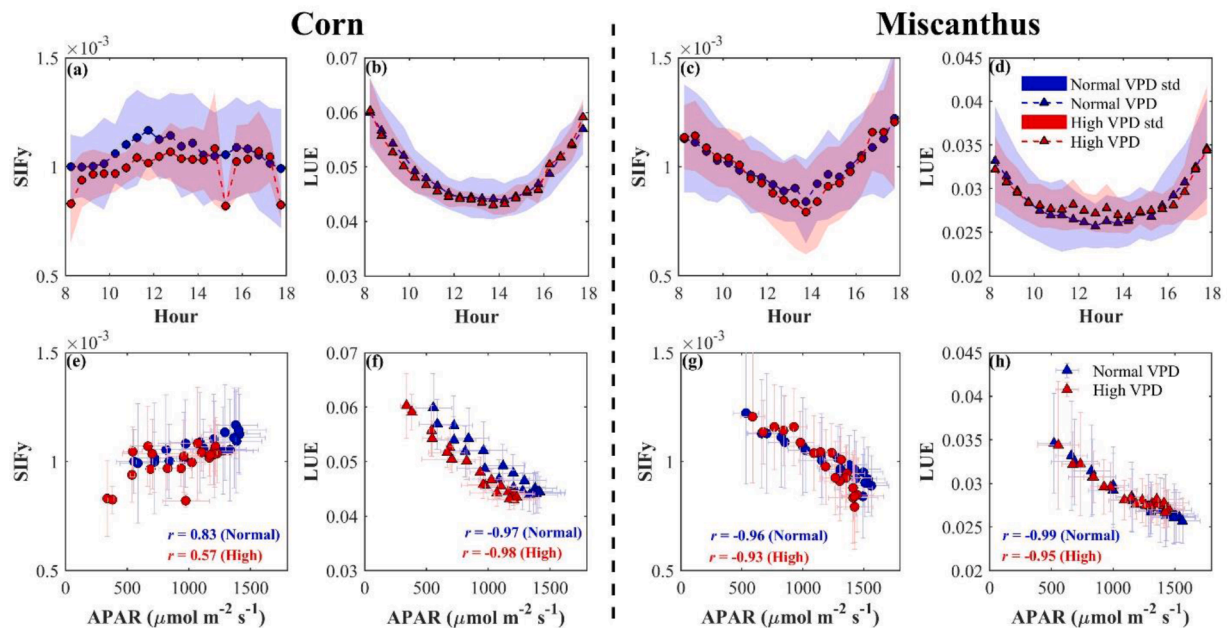 Corn
Miscanthus
×10⁻³
1.5
1
0.5
SIFy
(a)
8 10 12 14 16 18
Hour
0.07
0.06
0.05
0.04
0.03
LUE
(b)
8 10 12 14 16 18
Hour
×10⁻³
1.5
1
0.5
SIFy
(c)
8 10 12 14 16 18
Hour
0.045
0.04
0.035
0.03
0.025
0.02
LUE
(d)
Normal VPD std
Normal VPD
High VPD std
High VPD
8 10 12 14 16 18
Hour
×10⁻³
1.5
1
0.5
SIFy
(e)
r = 0.83 (Normal)
r = 0.57 (High)
0 500 1000 1500
APAR (μmol m⁻² s⁻¹)
0.07
0.06
0.05
0.04
0.03
LUE
(f)
r = -0.97 (Normal)
r = -0.98 (High)
0 500 1000 1500
APAR (μmol m⁻² s⁻¹)
×10⁻³
1.5
1
0.5
SIFy
(g)
r = -0.96 (Normal)
r = -0.93 (High)
0 500 1000 1500
APAR (μmol m⁻² s⁻¹)
0.045
0.04
0.035
0.03
0.025
0.02
LUE
(h)
Normal VPD
High VPD
r = -0.99 (Normal)
r = -0.95 (High)
0 500 1000 1500
APAR (μmol m⁻² s⁻¹)